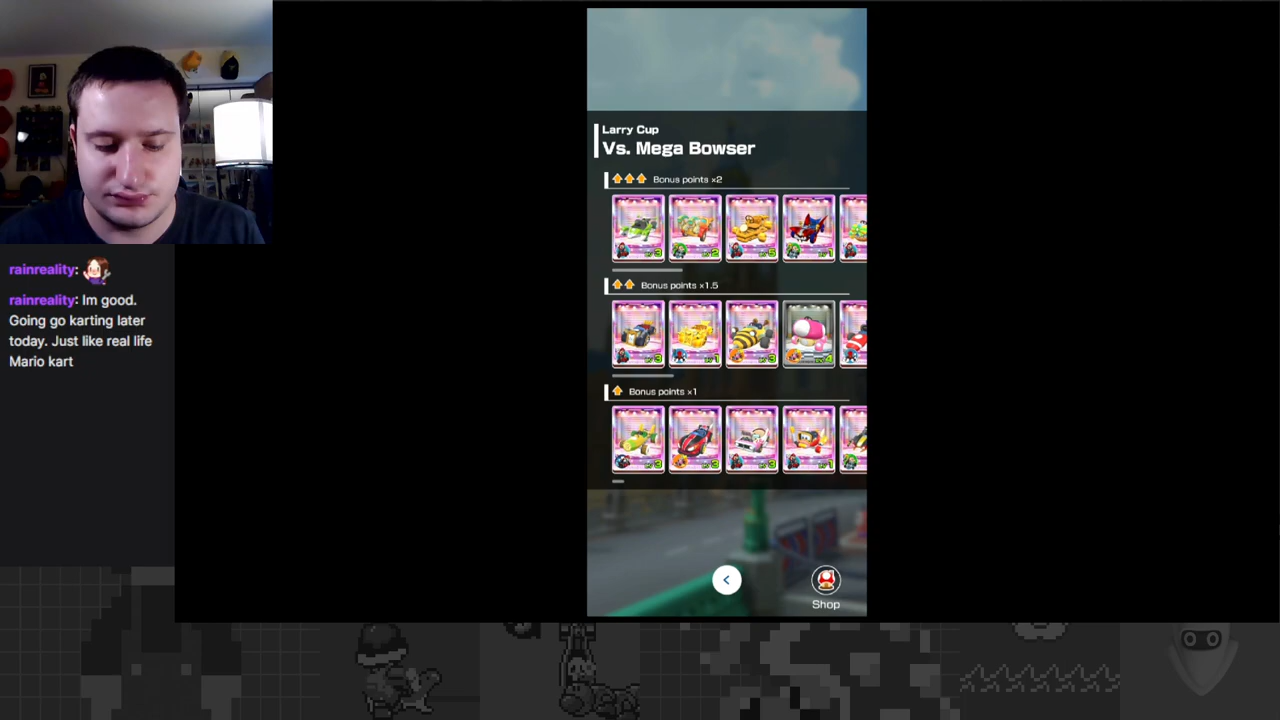 Larry Cup
Vs. Mega Bowser
Bonus points ×2
Bonus points ×1.5
Bonus points ×1
Shop
rainreality:
rainreality: Im good.
Going go karting later
today. Just like real life
Mario kart